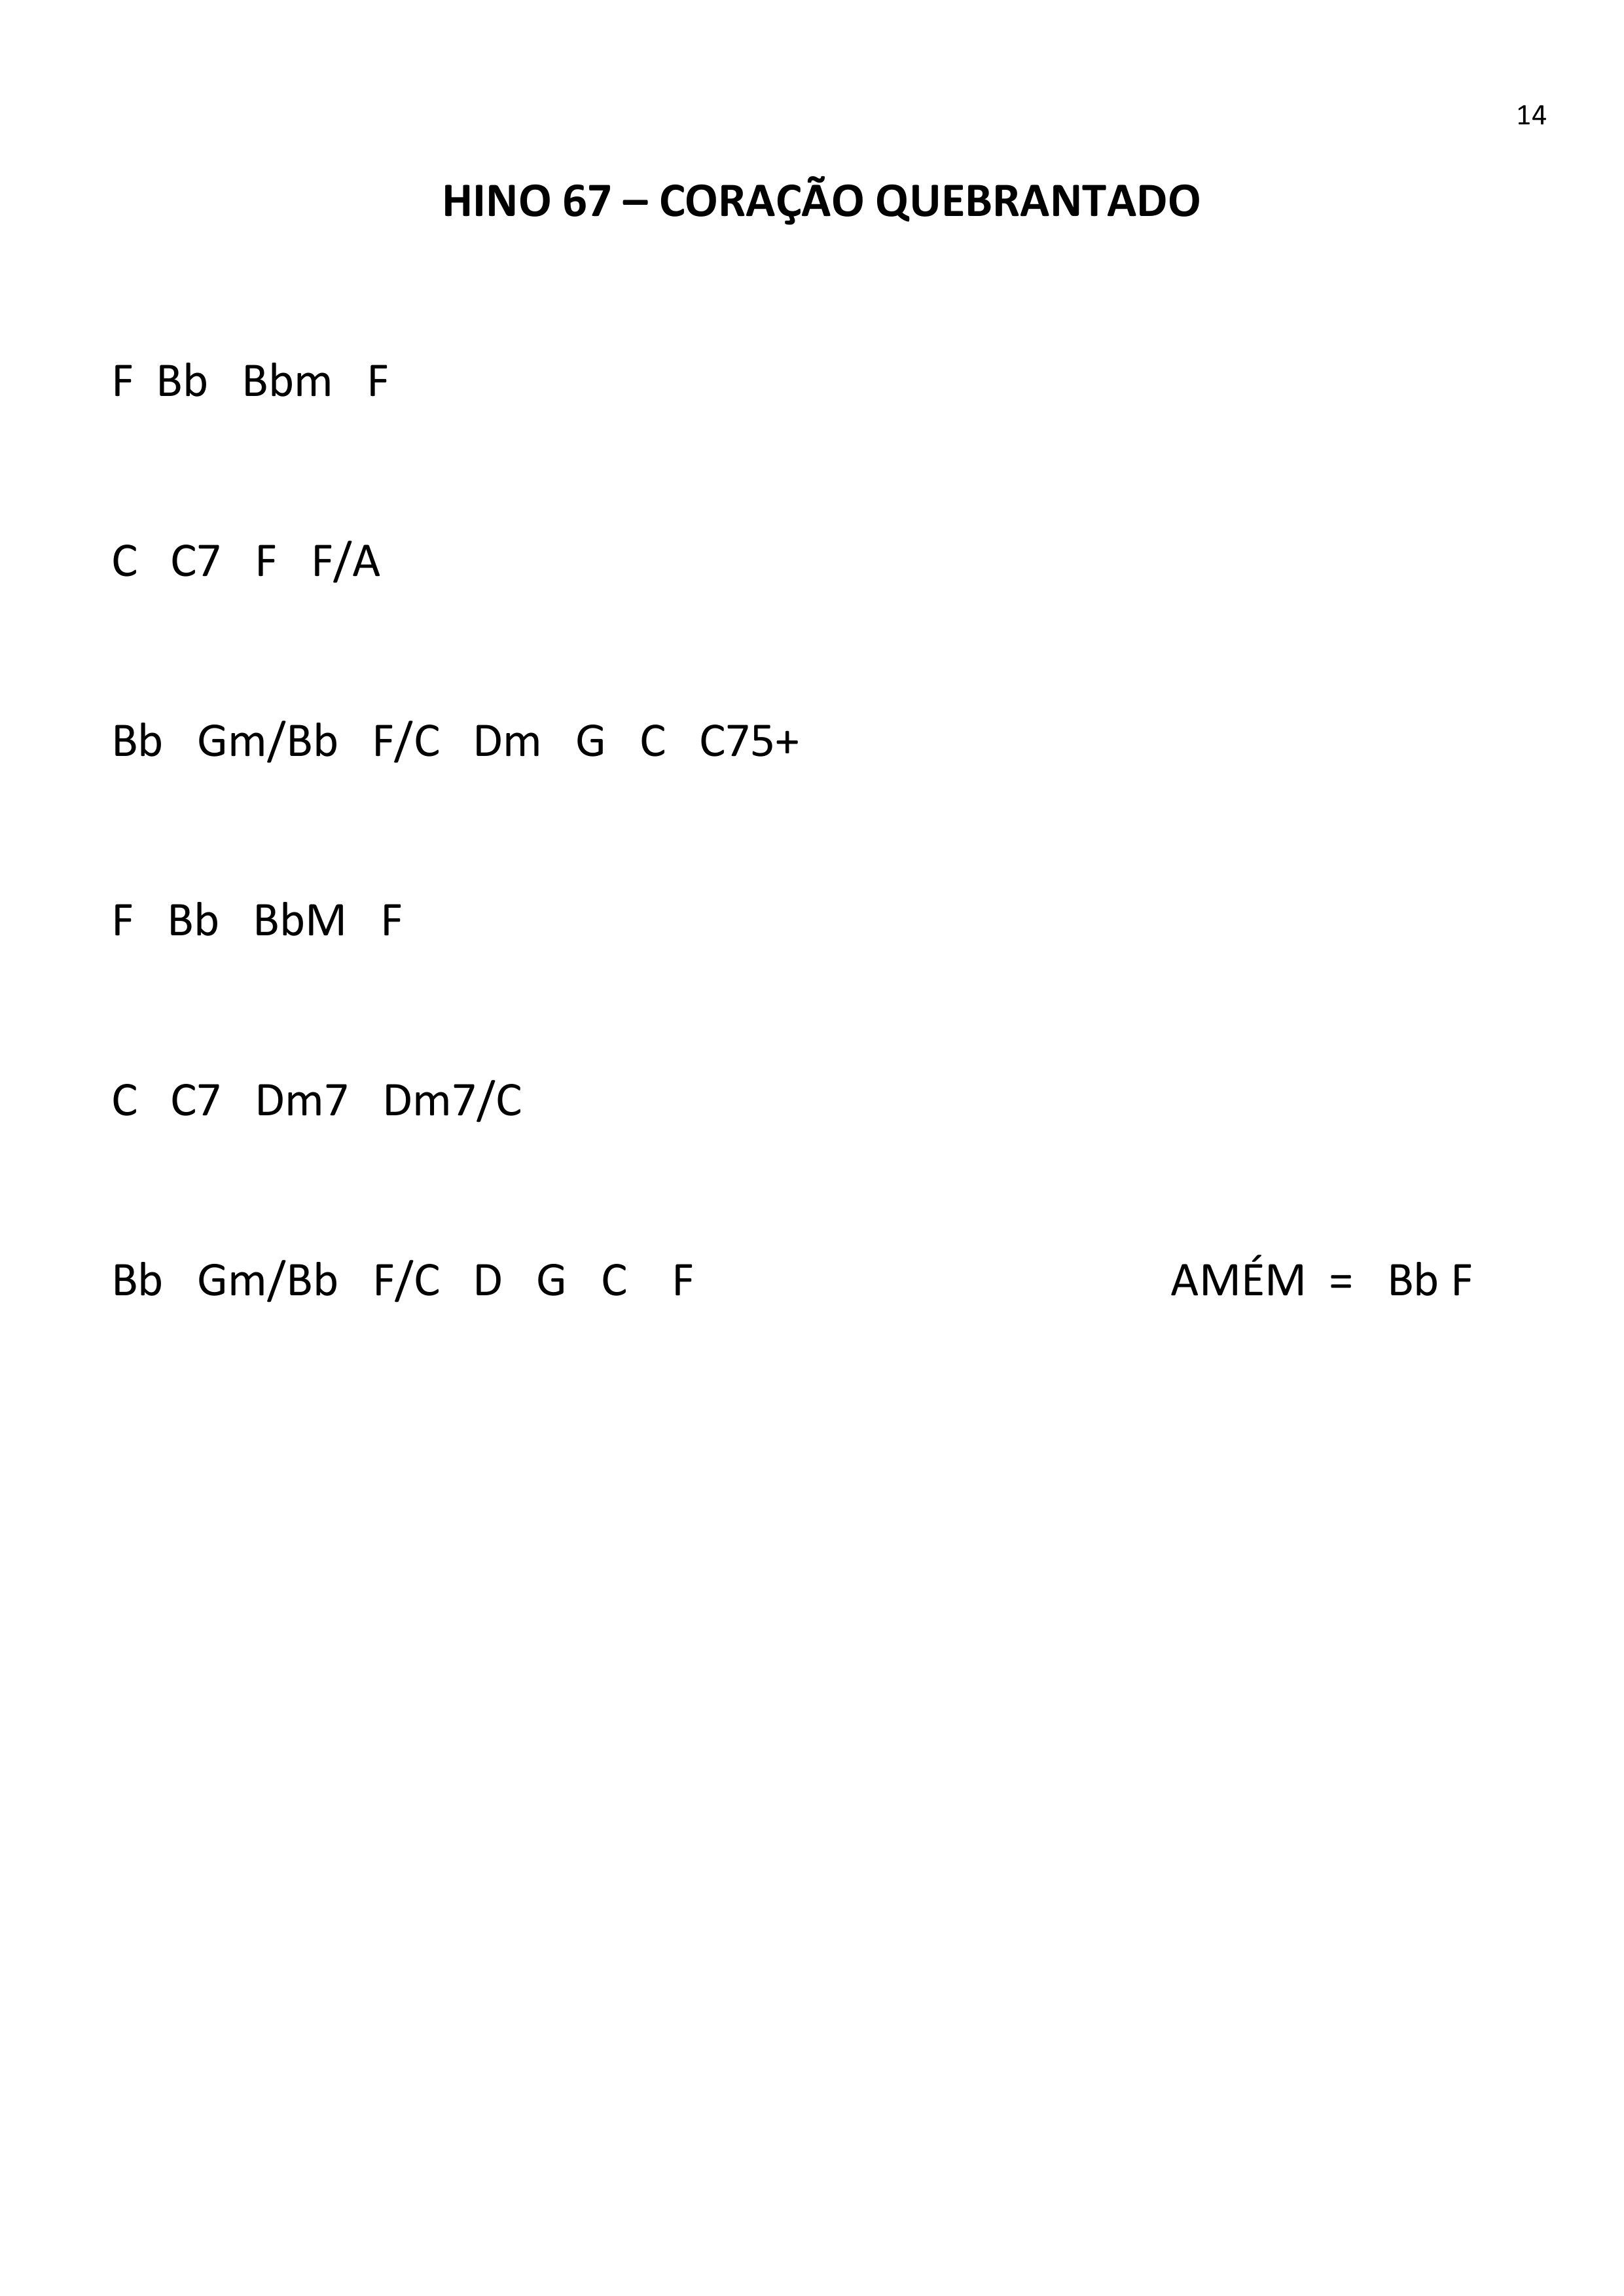 14
HINO 67 – CORAÇÃO QUEBRANTADO
F Bb Bbm F
C C7 F F/A
Bb Gm/Bb F/C Dm G C C75+
F Bb BbM F
C C7 Dm7 Dm7/C
Bb Gm/Bb F/C D G C F AMÉM = Bb F